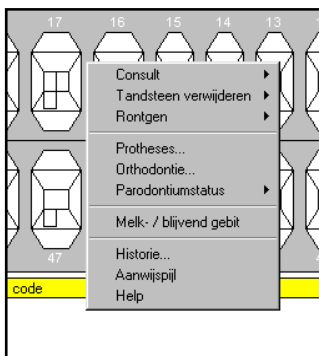 17 16 15 14 13
Consult
Tandsteen verwijderen
Rontgen
Protheses...
Orthodontie...
Parodontiumstatus
Melk- / blijvend gebit
Historie...
Aanwijspijl
Help
47
code